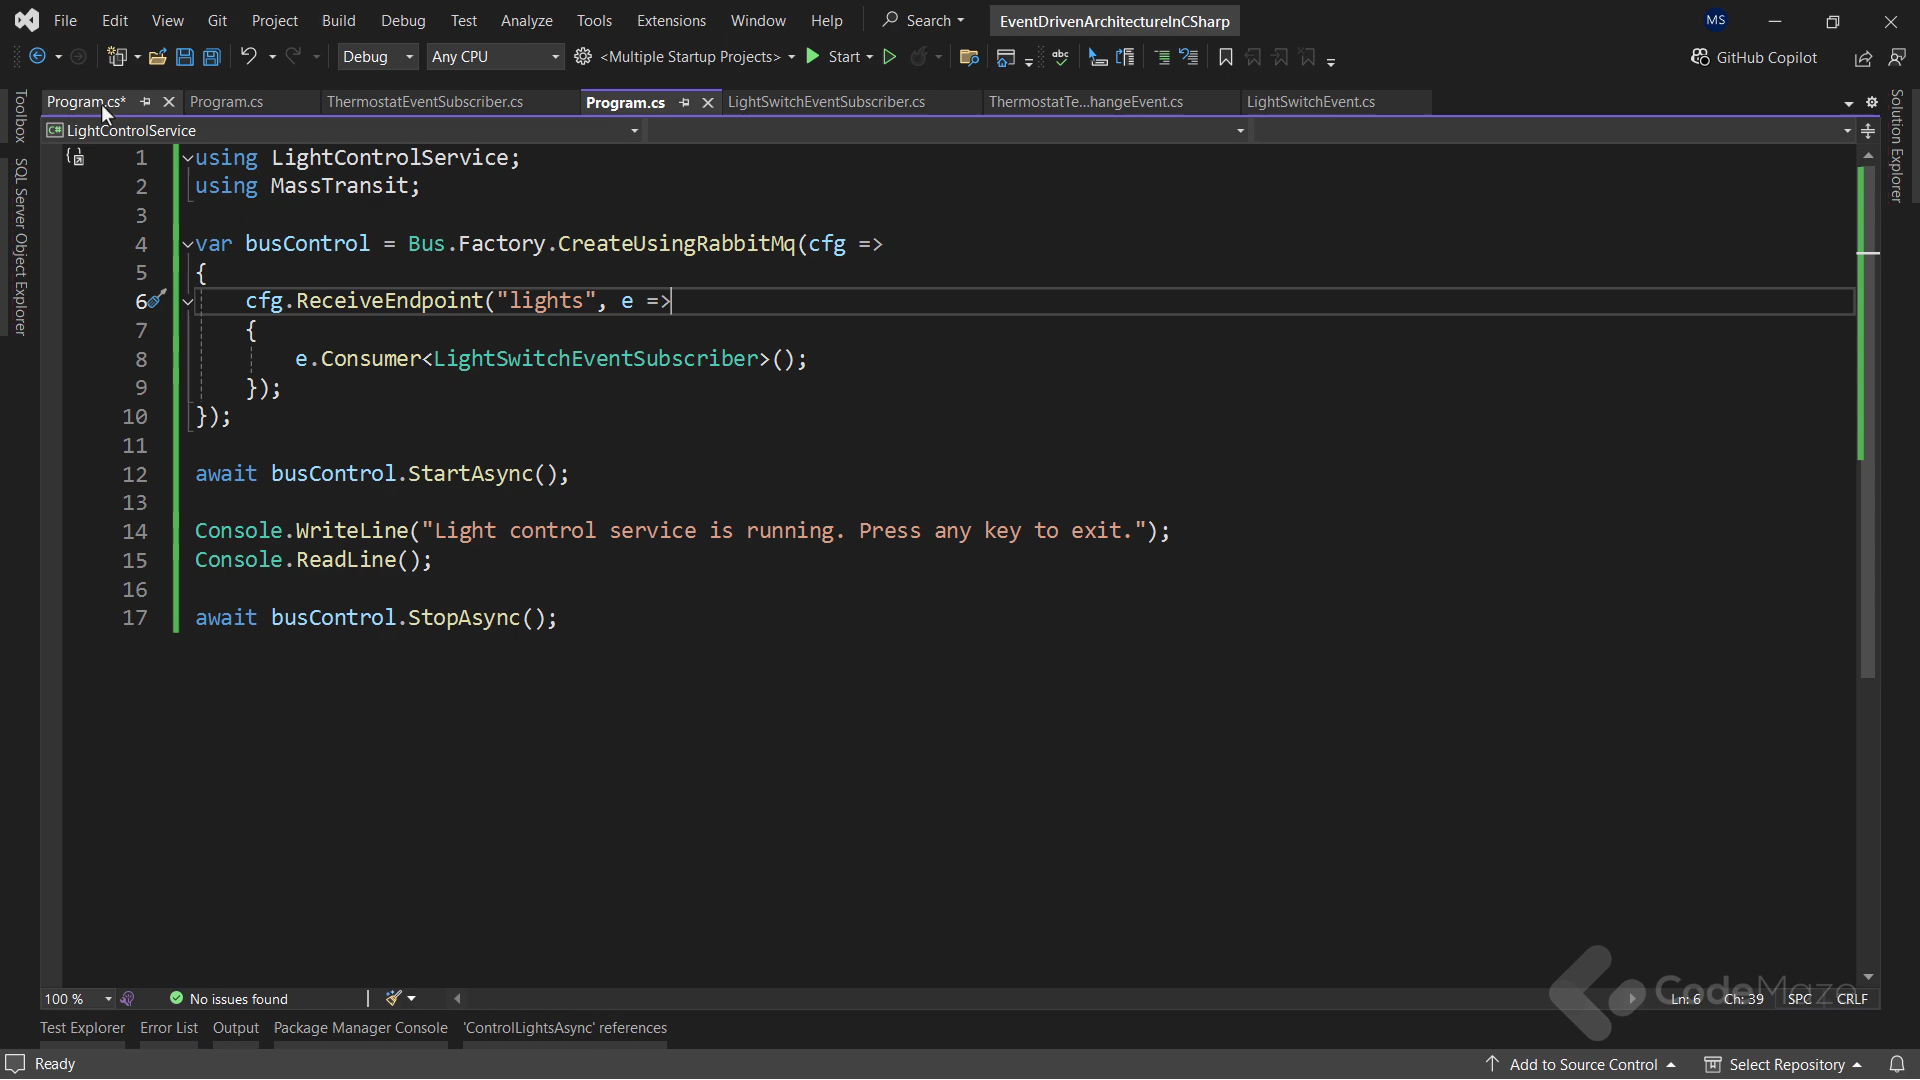 File Edit View Git Project Build Debug Test Analyze Tools Extensions Window Help Search EventDrivenArchitectureInCSharp MS
Debug Any CPU <Multiple Startup Projects> Start abc GitHub Copilot
Program.cs* Program.cs ThermostatEventSubscriber.cs Program.cs LightSwitchEventSubscriber.cs ThermostatTe...hangeEvent.cs LightSwitchEvent.cs
C# LightControlService
Toolbox
SQL Server Object Explorer
Solution Explorer
1 using LightControlService;
2 using MassTransit;
3
4 var busControl = Bus.Factory.CreateUsingRabbitMq(cfg =>
5 {
6 cfg.ReceiveEndpoint("lights", e =>
7 {
8 e.Consumer<LightSwitchEventSubscriber>();
9 });
10 });
11
12 await busControl.StartAsync();
13
14 Console.WriteLine("Light control service is running. Press any key to exit.");
15 Console.ReadLine();
16
17 await busControl.StopAsync();
CodeMaze
100 % No issues found Ln: 6 Ch: 39 SPC CRLF
Test Explorer Error List Output Package Manager Console 'ControlLightsAsync' references
Ready Add to Source Control Select Repository